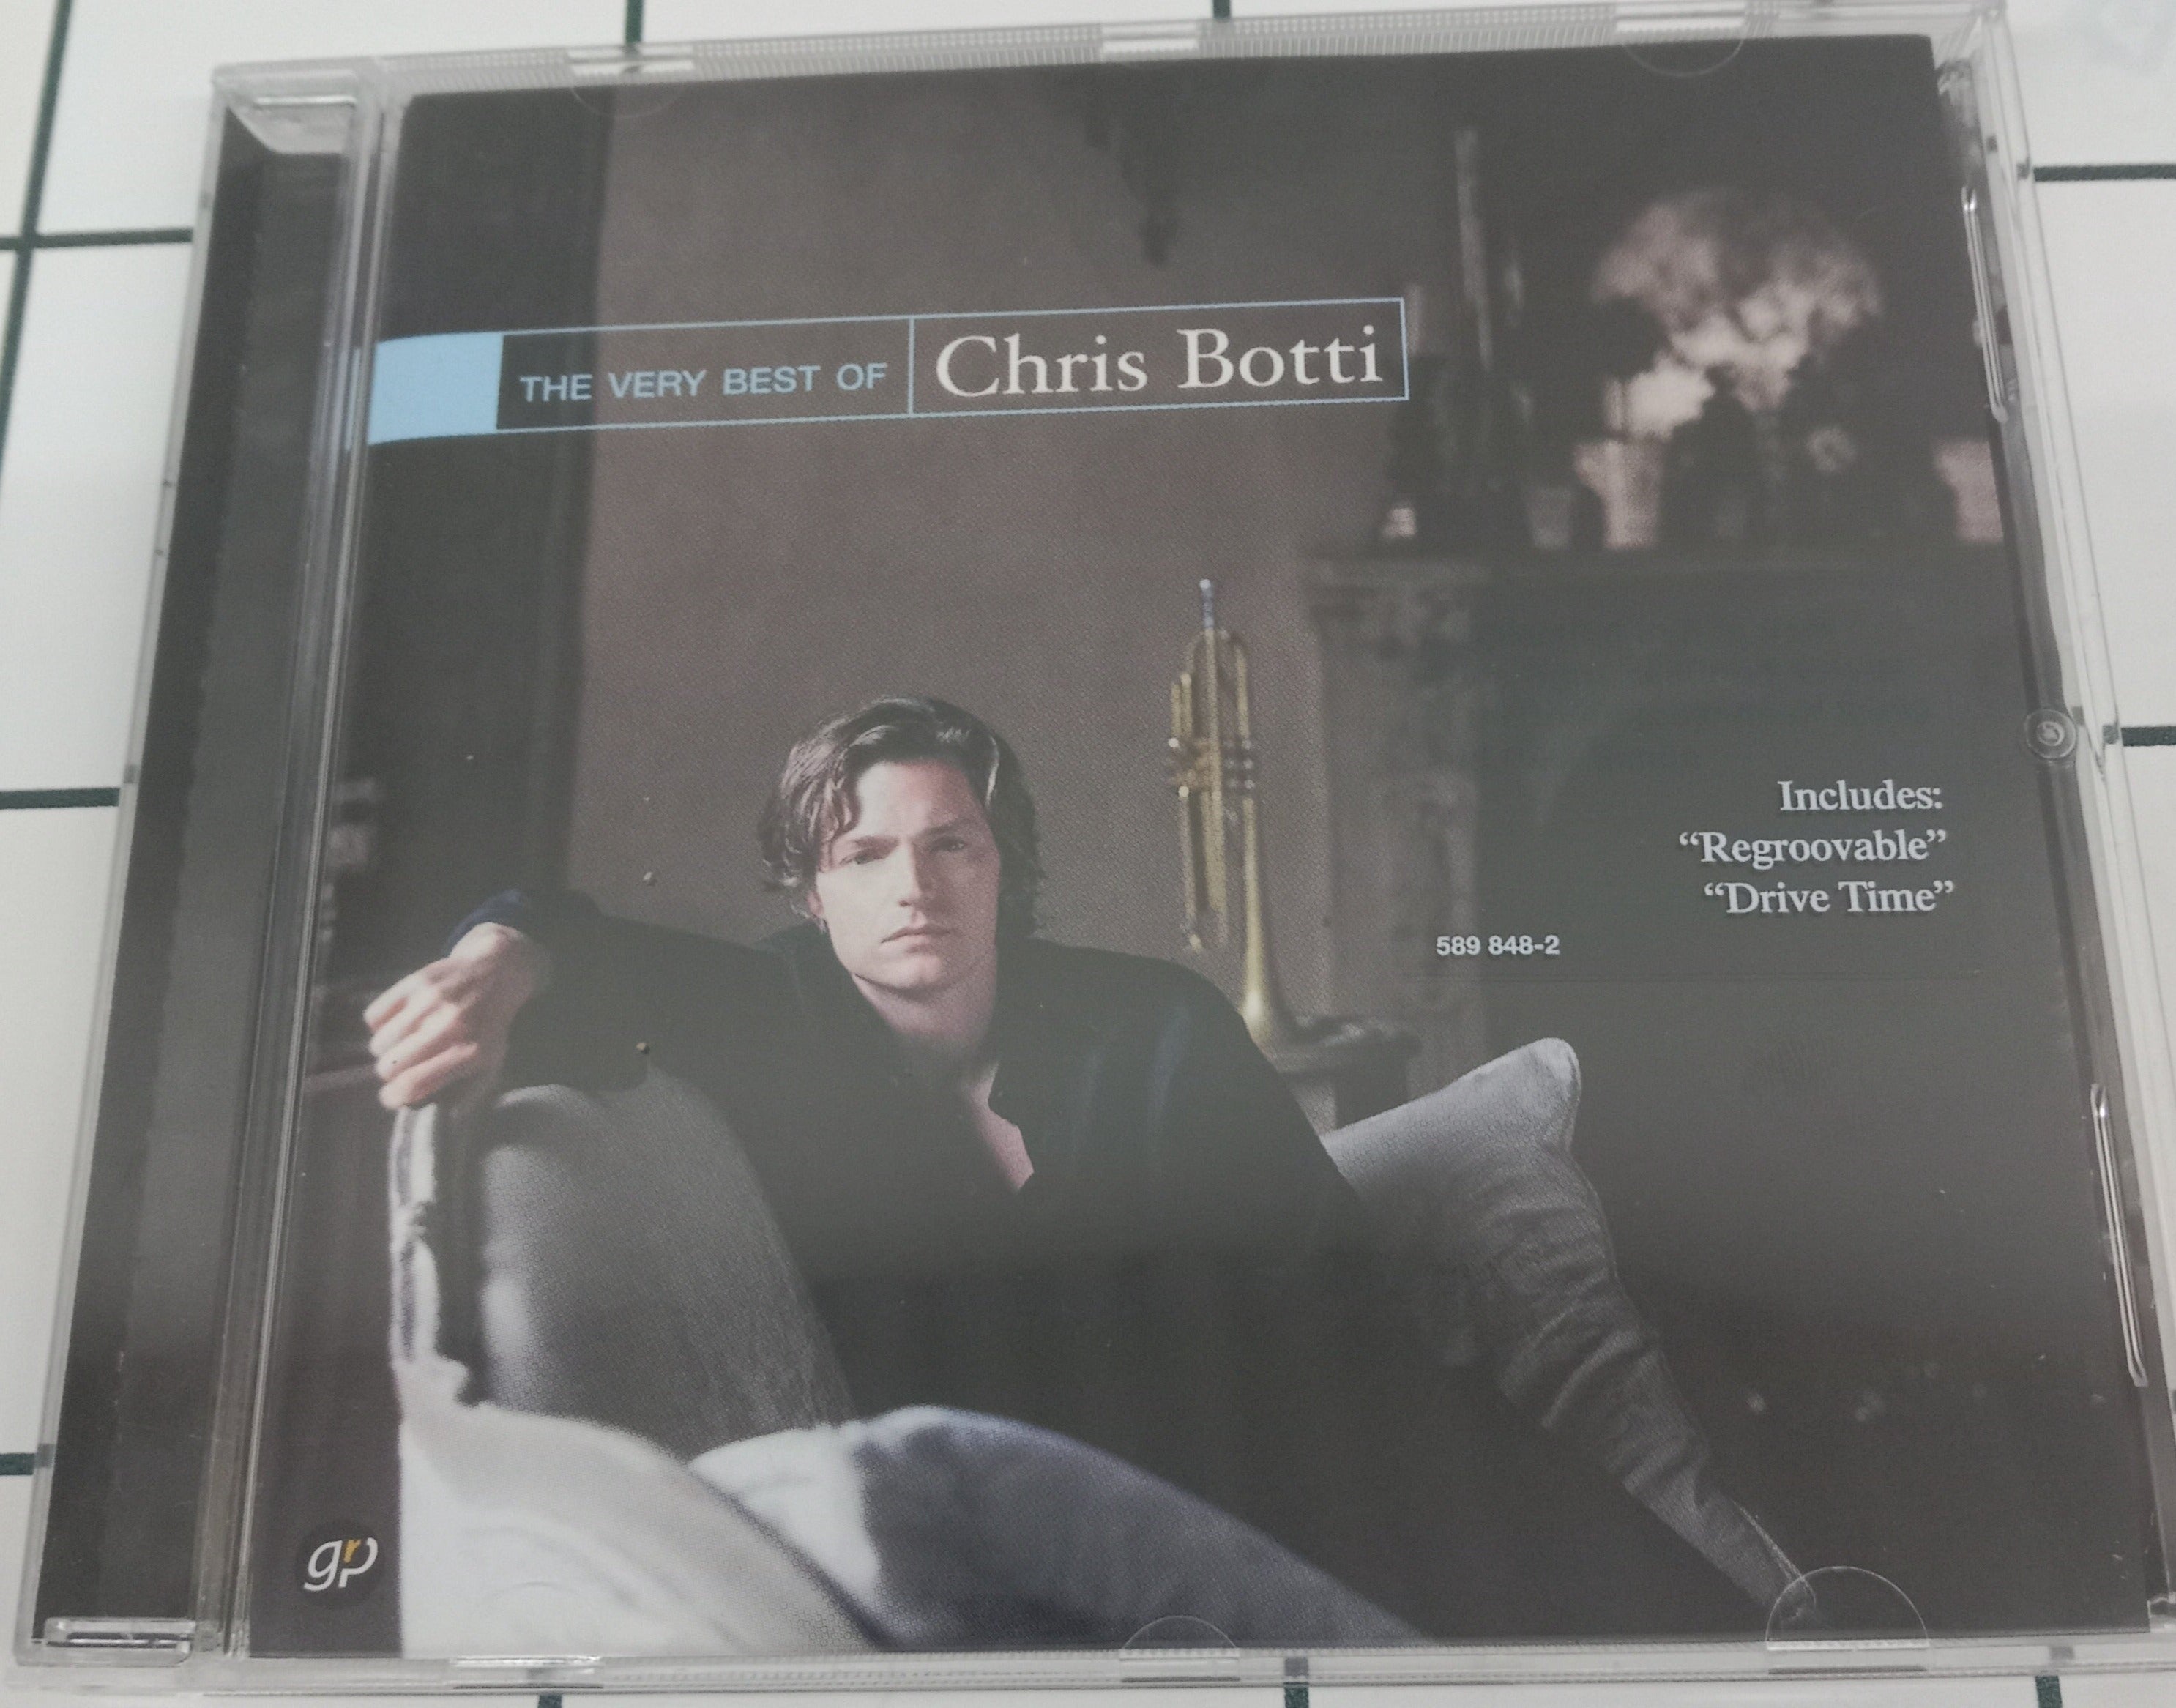 THE VERY BEST OF Chris Botti
Includes:
“Regroovable”
“Drive Time”
589 848-2
grp